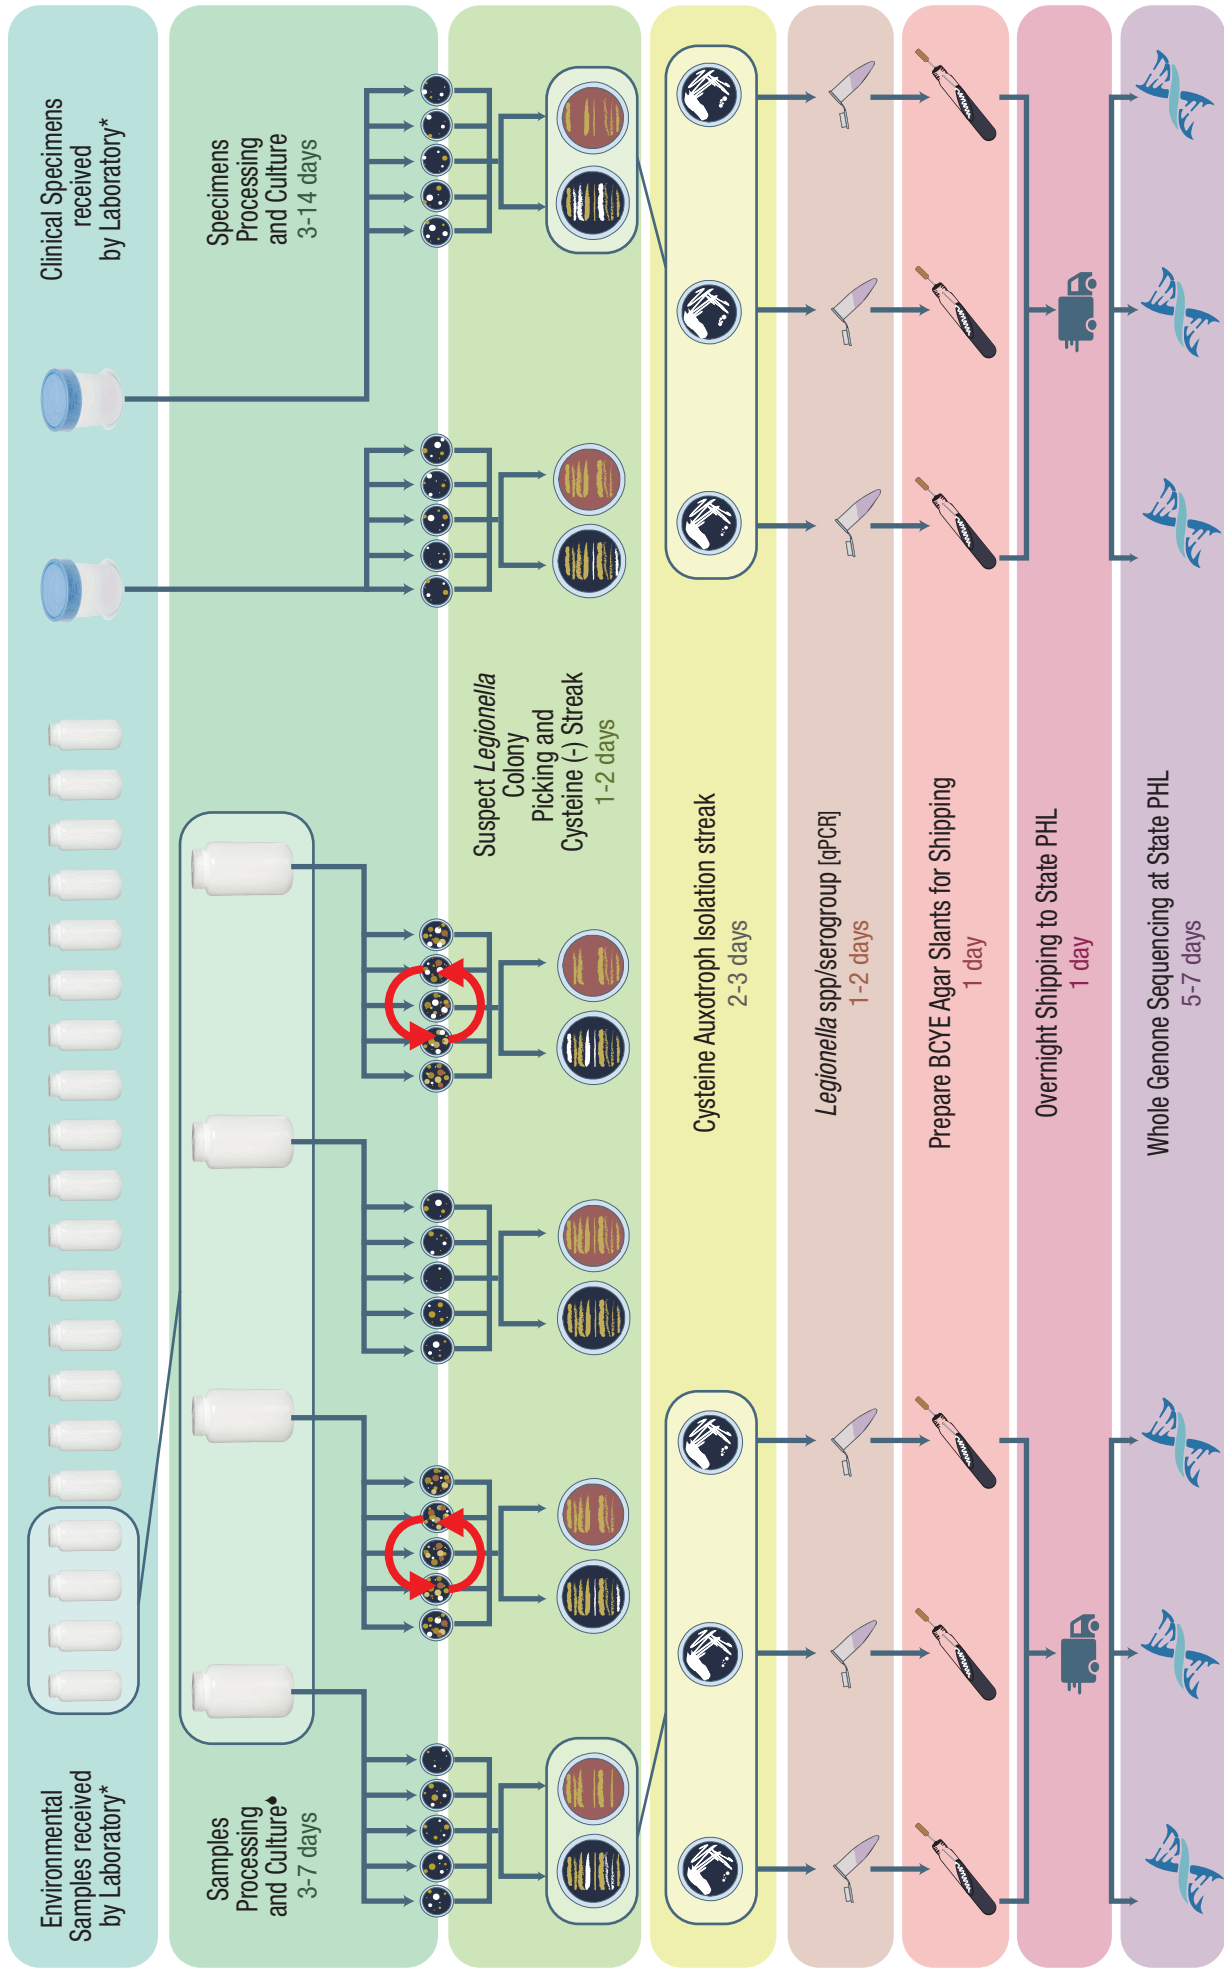 Environmental
Samples received
by Laboratory*
Clinical Specimens
received
by Laboratory*
Samples
Processing
and Culture
3-7 days
Specimens
Processing
and Culture
3-14 days
Suspect Legionella
Colony
Picking and
Cysteine (-) Streak
1-2 days
Cysteine Auxotroph Isolation streak
2-3 days
Legionella spp/serogroup [qPCR]
1-2 days
Prepare BCYE Agar Slants for Shipping
1 day
Overnight Shipping to State PHL
1 day
Whole Genone Sequencing at State PHL
5-7 days